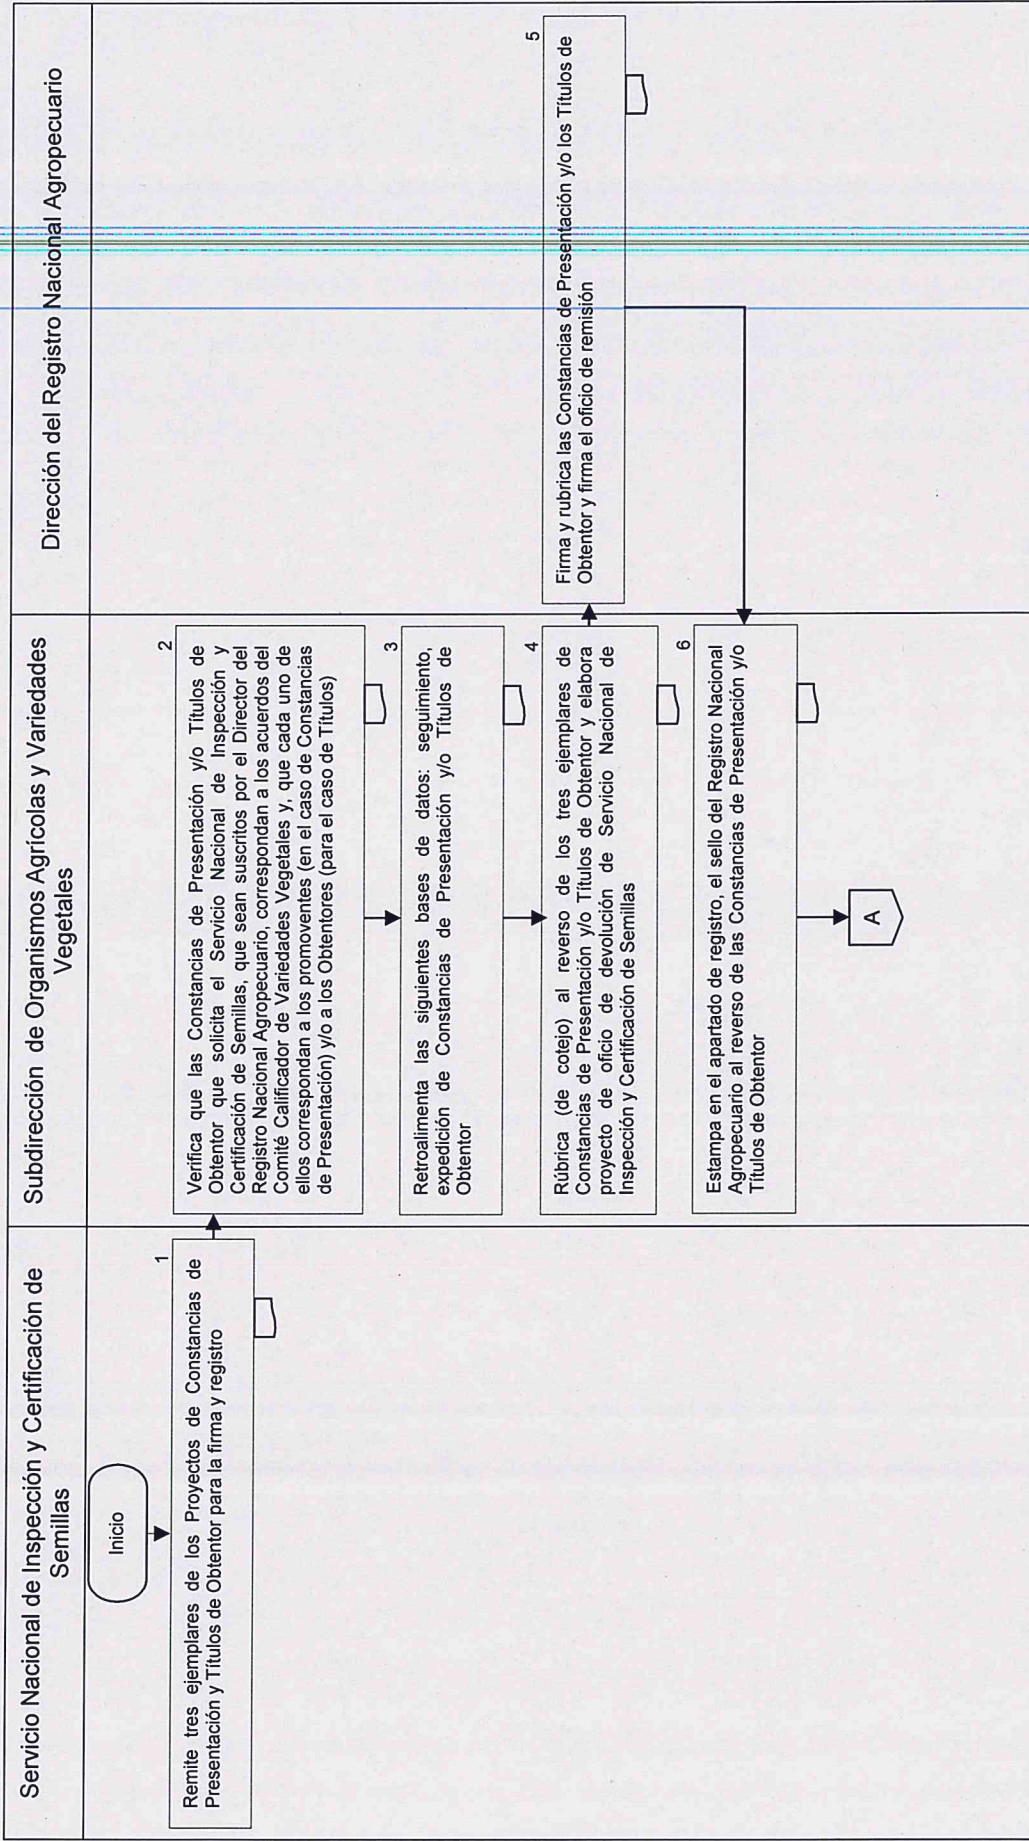 Servicio Nacional de Inspección y Certificación de
Semillas
Subdirección de Organismos Agrícolas y Variedades
Vegetales
Dirección del Registro Nacional Agropecuario
Inicio
1
Remite tres ejemplares de los Proyectos de Constancias de
Presentación y Títulos de Obtentor para la firma y registro
2
Verifica que las Constancias de Presentación y/o Títulos de
Obtentor que solicita el Servicio Nacional de Inspección y
Certificación de Semillas, que sean suscritos por el Director del
Registro Nacional Agropecuario, correspondan a los acuerdos del
Comité Calificador de Variedades Vegetales y, que cada uno de
ellos correspondan a los promoventes (en el caso de Constancias
de Presentación) y/o a los Obtentores (para el caso de Títulos)
3
Retroalimenta las siguientes bases de datos: seguimiento,
expedición de Constancias de Presentación y/o Títulos de
Obtentor
4
Rúbrica (de cotejo) al reverso de los tres ejemplares de
Constancias de Presentación y/o Títulos de Obtentor y elabora
proyecto de oficio de devolución de Servicio Nacional de
Inspección y Certificación de Semillas
5
Firma y rubrica las Constancias de Presentación y/o los Títulos de
Obtentor y firma el oficio de remisión
6
Estampa en el apartado de registro, el sello del Registro Nacional
Agropecuario al reverso de las Constancias de Presentación y/o
Títulos de Obtentor
A